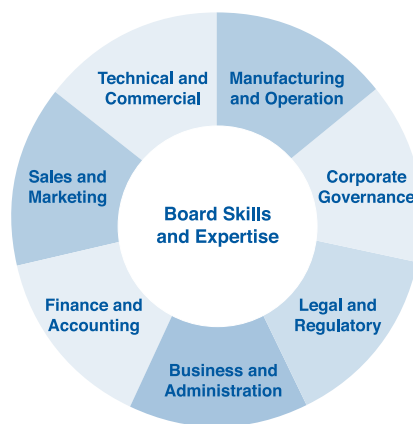 Technical and
Commercial
Manufacturing
and Operation
Sales and
Marketing
Corporate
Governance
Board Skills
and Expertise
Finance and
Accounting
Legal and
Regulatory
Business and
Administration